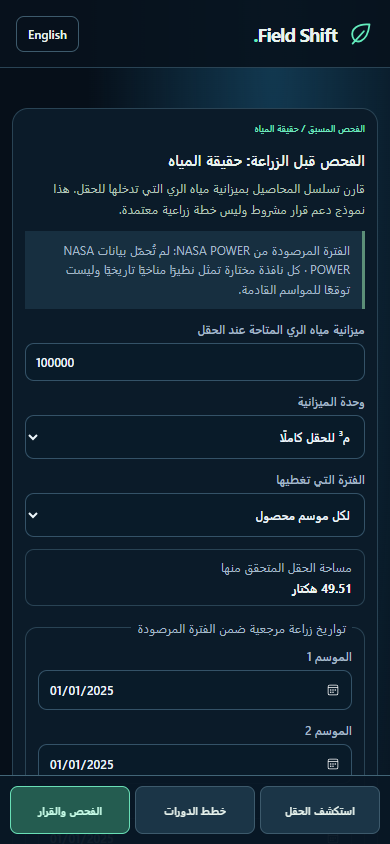 Field Shift.
English
الفحص المسبق / حقيقة المياه
الفحص قبل الزراعة: حقيقة المياه
قارن تسلسل المحاصيل بميزانية مياه الري التي تدخلها للحقل. هذا
نموذج دعم قرار مشروط وليس خطة زراعية معتمدة.
الفترة المرصودة من NASA POWER: لم تُحمّل بيانات NASA
POWER · كل نافذة مختارة تمثل نظيرًا مناخيًا تاريخيًا وليست
توقعًا للمواسم القادمة.
ميزانية مياه الري المتاحة عند الحقل
100000
وحدة الميزانية
م³ للحقل كاملًا
الفترة التي تغطيها
لكل موسم محصول
مساحة الحقل المتحقق منها
49.51 هكتار
تواريخ زراعة مرجعية ضمن الفترة المرصودة
الموسم 1
01/01/2025
الموسم 2
01/01/2025
استكشف الحقل
خطط الدورات
الفحص والقرار